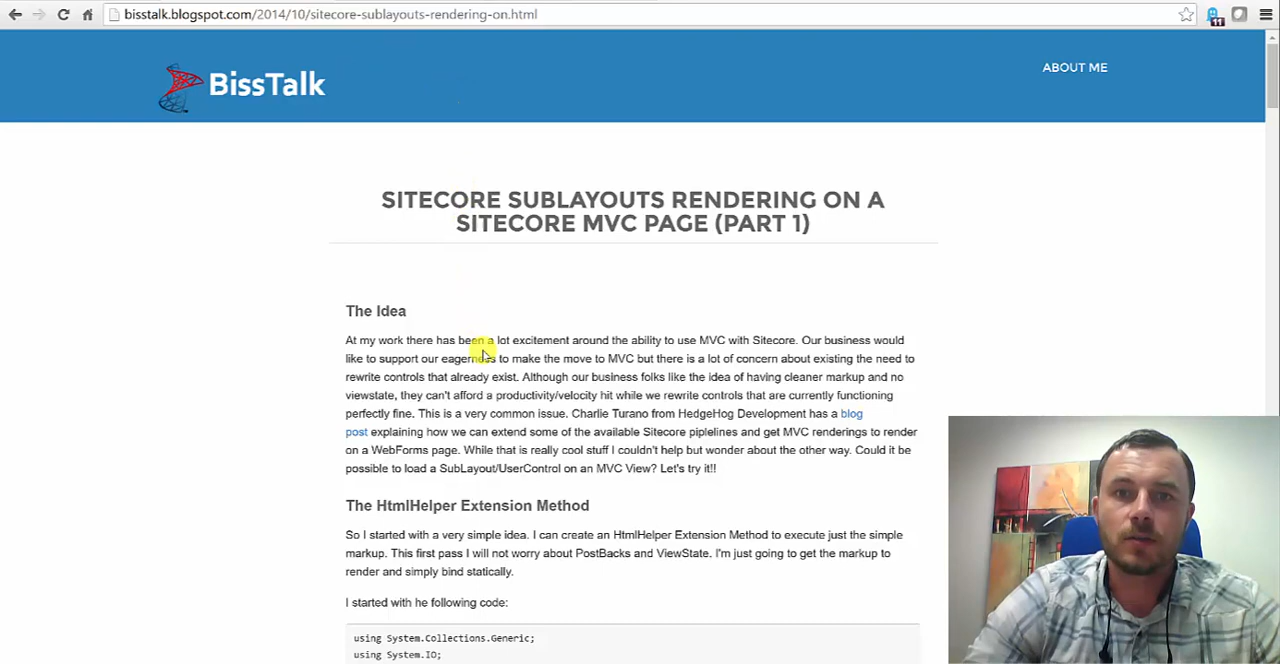 bisstalk.blogspot.com/2014/10/sitecore-sublayouts-rendering-on.html
11
BissTalk
ABOUT ME
SITECORE SUBLAYOUTS RENDERING ON A
SITECORE MVC PAGE (PART 1)
The Idea
At my work there has been a lot excitement around the ability to use MVC with Sitecore. Our business would
like to support our eagerness to make the move to MVC but there is a lot of concern about existing the need to
rewrite controls that already exist. Although our business folks like the idea of having cleaner markup and no
viewstate, they can't afford a productivity/velocity hit while we rewrite controls that are currently functioning
perfectly fine. This is a very common issue. Charlie Turano from HedgeHog Development has a blog
post explaining how we can extend some of the available Sitecore piplelines and get MVC renderings to render
on a WebForms page. While that is really cool stuff I couldn't help but wonder about the other way. Could it be
possible to load a SubLayout/UserControl on an MVC View? Let's try it!!
The HtmlHelper Extension Method
So I started with a very simple idea. I can create an HtmlHelper Extension Method to execute just the simple
markup. This first pass I will not worry about PostBacks and ViewState. I'm just going to get the markup to
render and simply bind statically.
I started with he following code:
using System.Collections.Generic;
using System.IO;